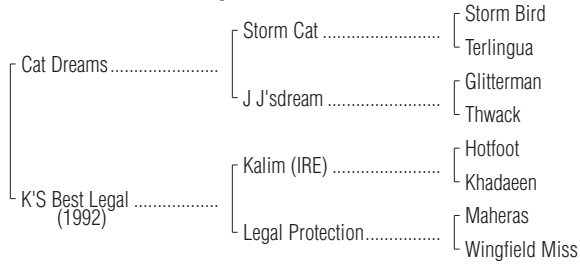 Storm Bird
Storm Cat ........................
Terlingua
Cat Dreams......................
Glitterman
J J'sdream ........................
Thwack
Hotfoot
Kalim (IRE) ......................
Khadaeen
K'S Best Legal .................
(1992)
Maheras
Legal Protection................
Wingfield Miss